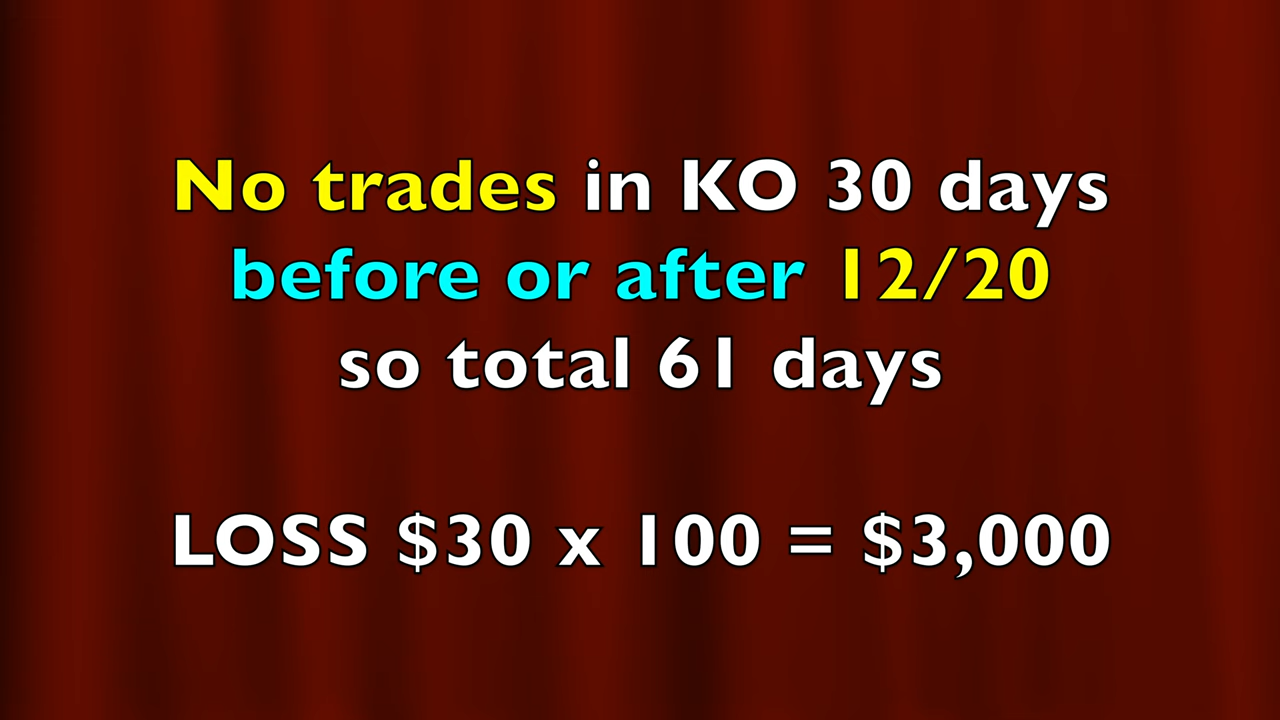 No trades in KO 30 days
before or after 12/20
so total 61 days
LOSS $30 x 100 = $3,000